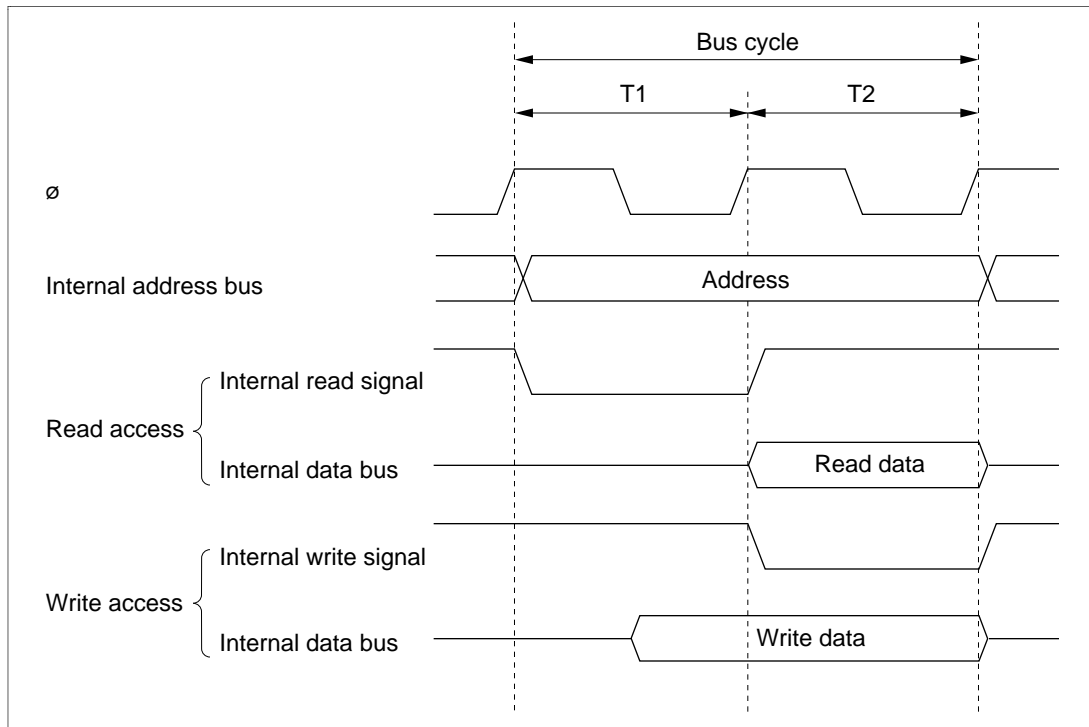 Bus cycle
T1 T2
ø
Internal address bus Address
Internal read signal
Read access
Internal data bus Read data
Internal write signal
Write access
Internal data bus Write data